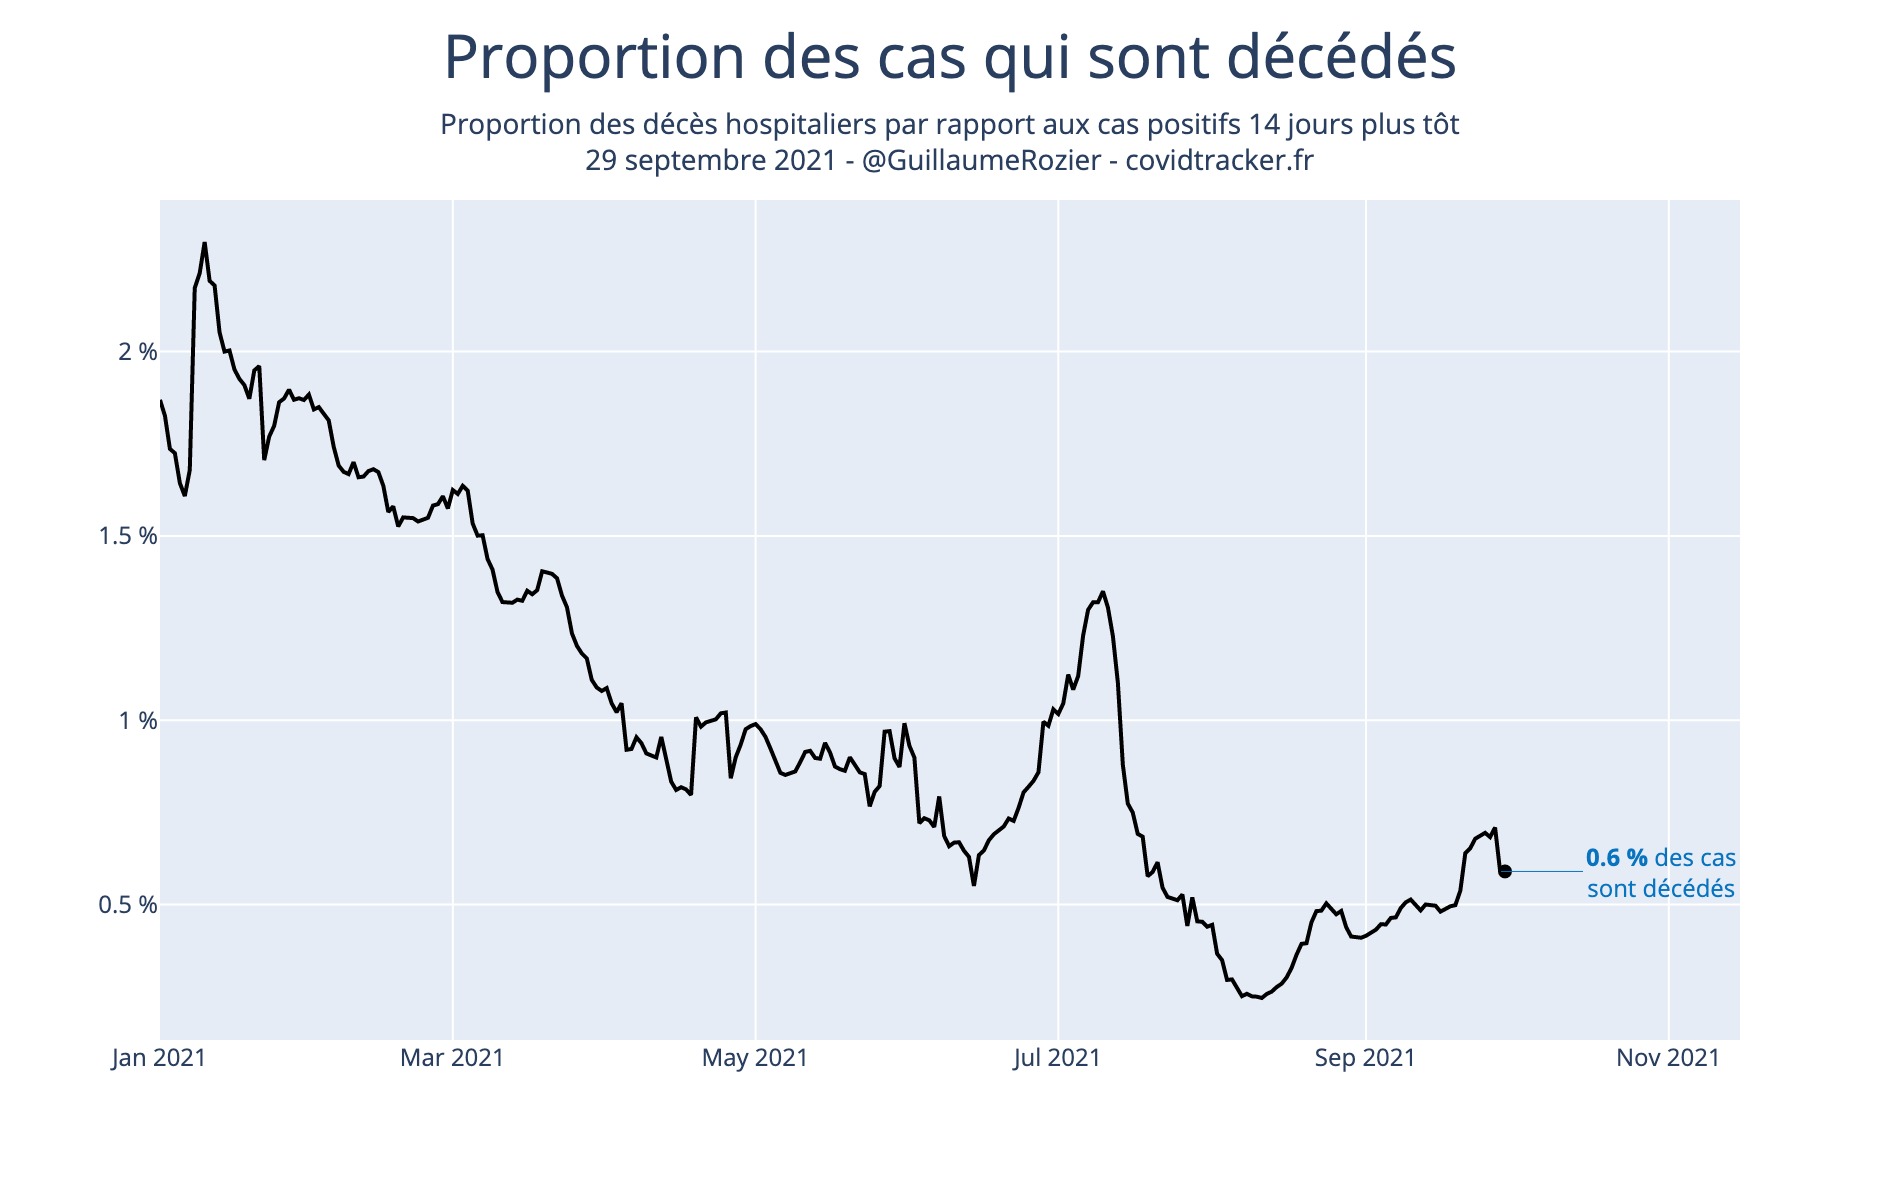 Proportion des cas qui sont décédés
Proportion des décès hospitaliers par rapport aux cas positifs 14 jours plus tôt
29 septembre 2021 - @GuillaumeRozier - covidtracker.fr
2 %
1.5 %
1 %
0.5 %
0.6 % des cas
sont décédés
Jan 2021
Mar 2021
May 2021
Jul 2021
Sep 2021
Nov 2021